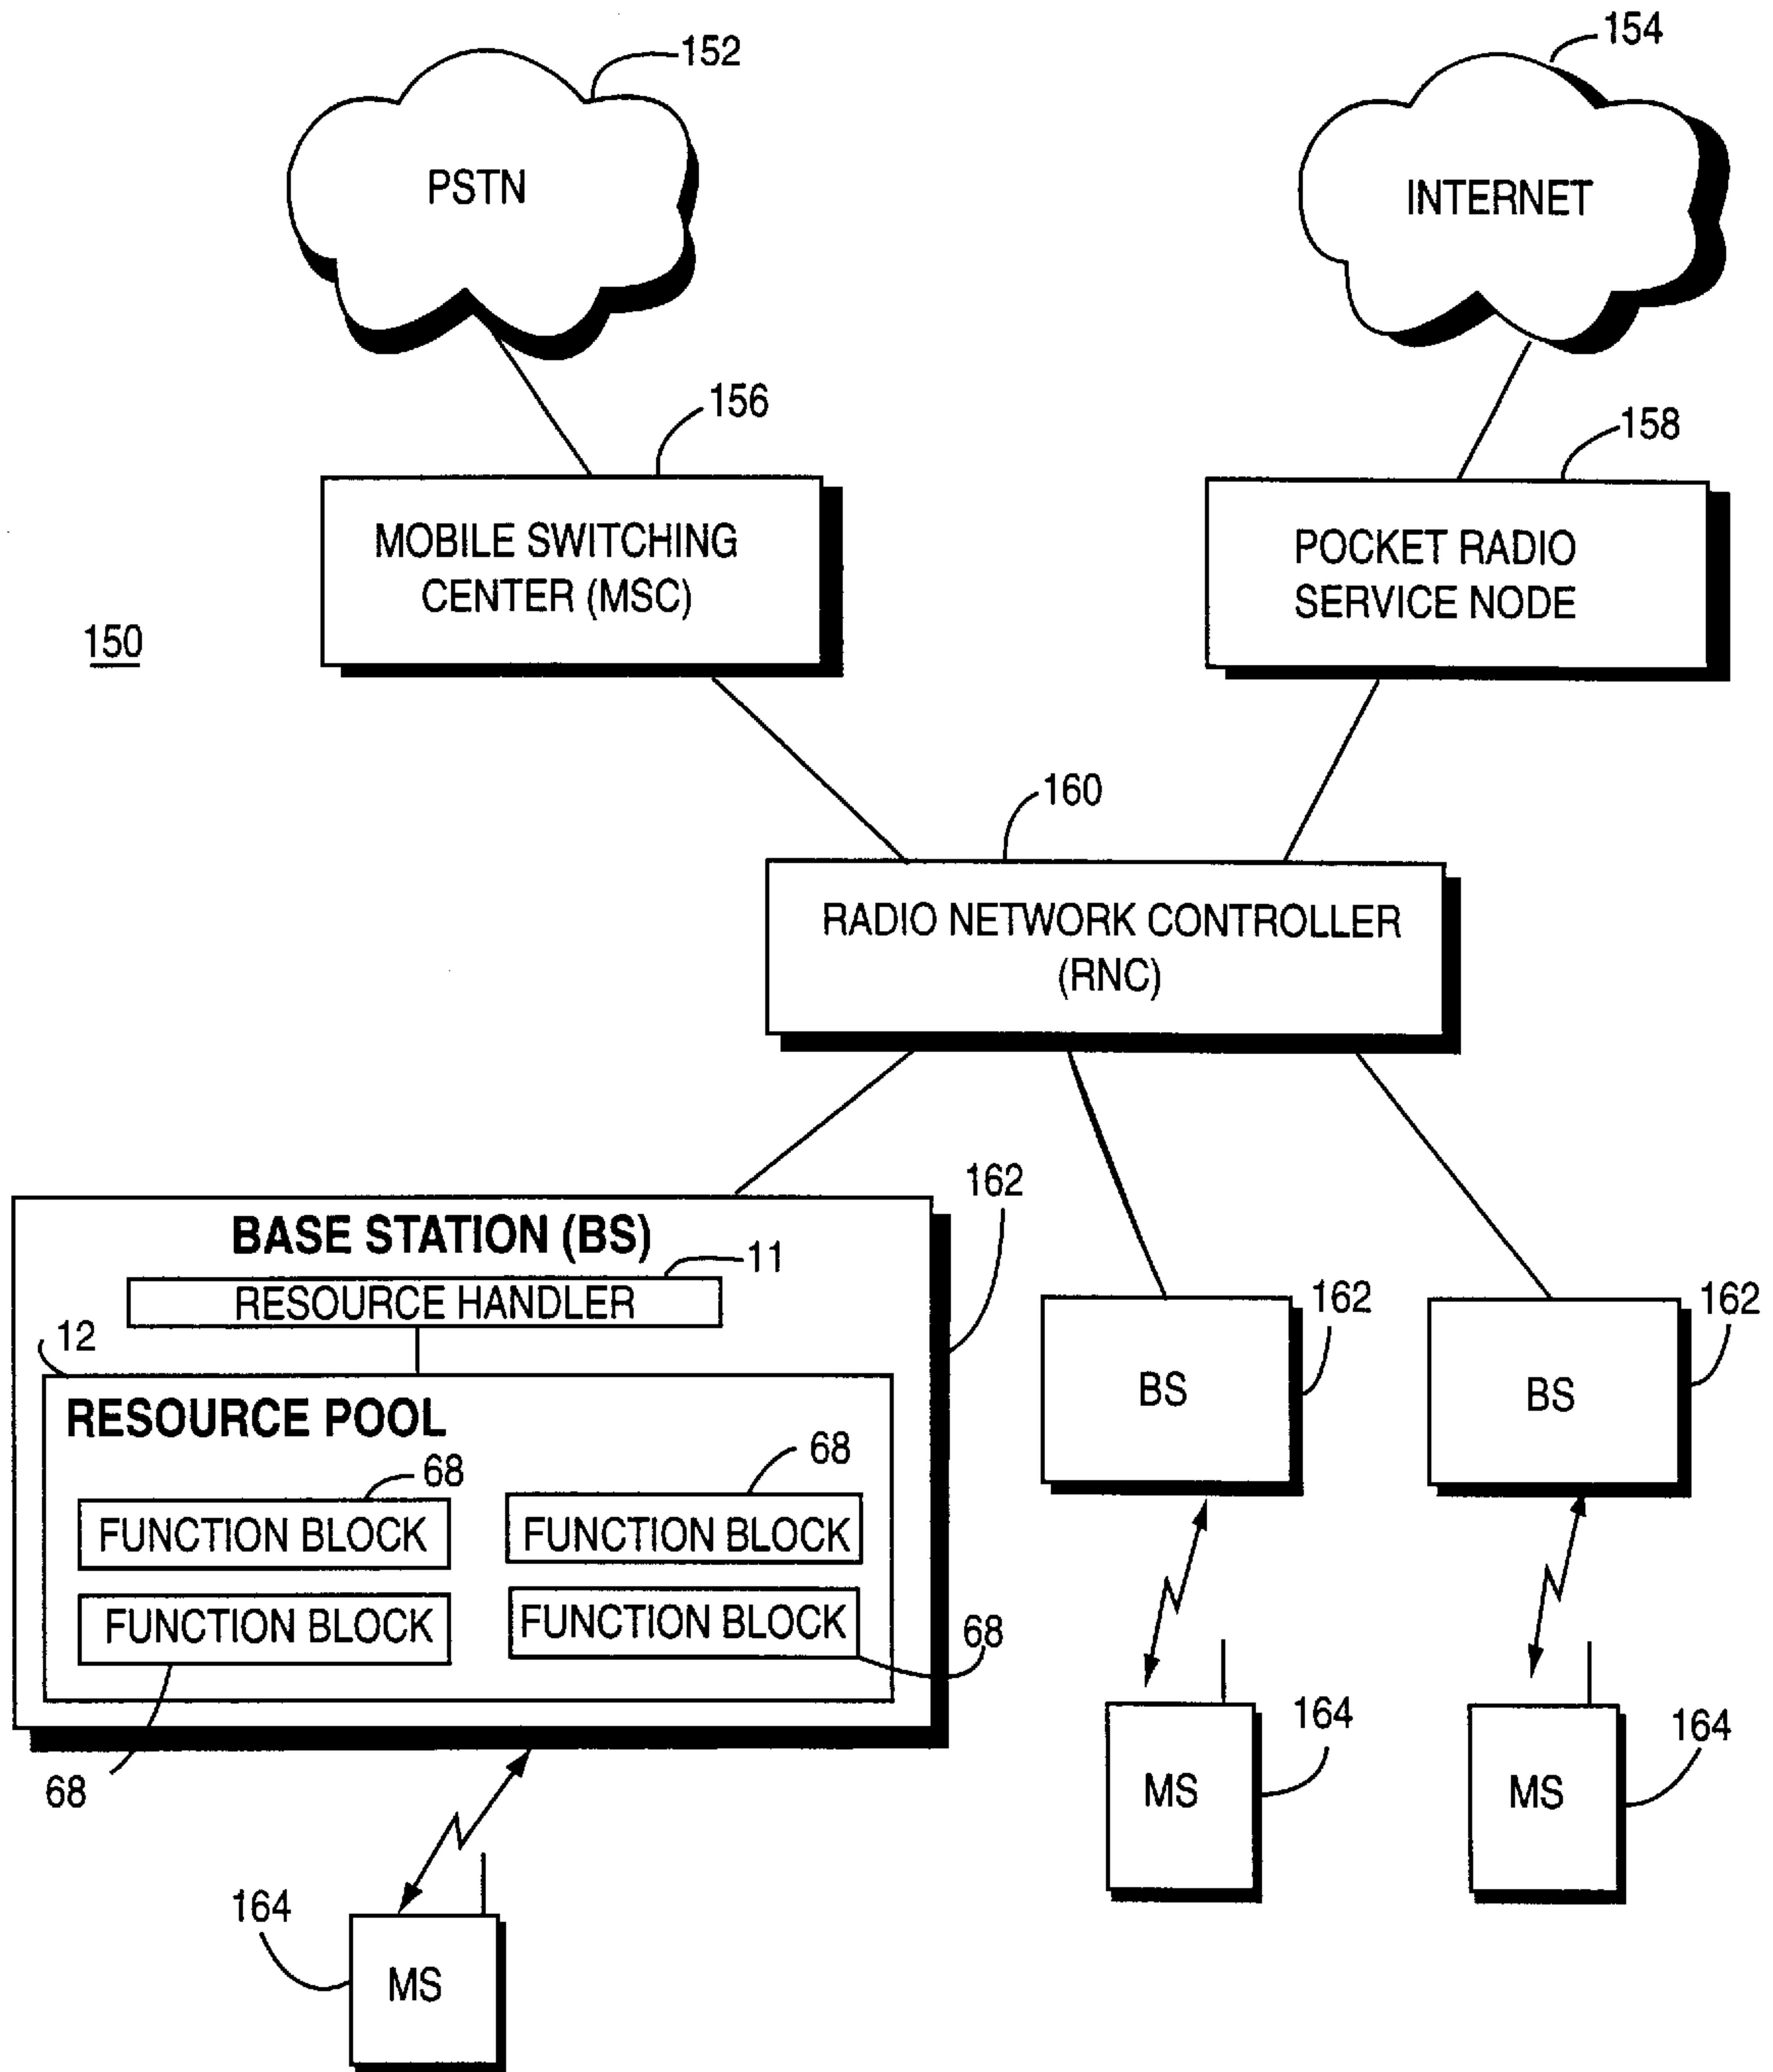 152
154
PSTN
INTERNET
156
158
MOBILE SWITCHING
CENTER (MSC)
POCKET RADIO
SERVICE NODE
150
160
RADIO NETWORK CONTROLLER
(RNC)
162
BASE STATION (BS)
11
RESOURCE HANDLER
162
162
12
BS
BS
RESOURCE POOL
68
68
FUNCTION BLOCK
FUNCTION BLOCK
FUNCTION BLOCK
FUNCTION BLOCK
68
68
164
164
MS
MS
164
MS